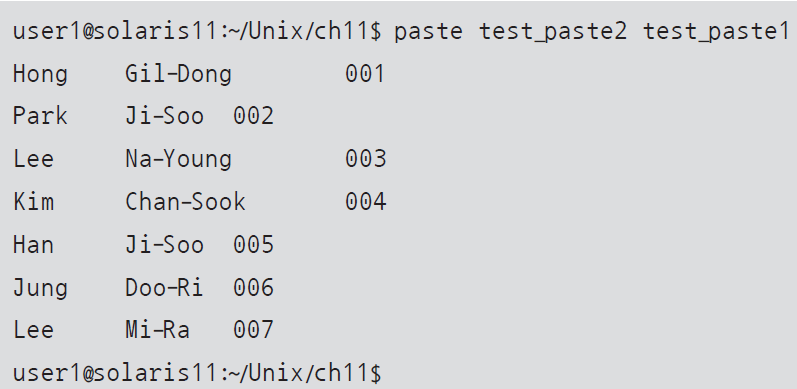 user1@solaris11:~/Unix/ch11$ paste test_paste2 test_paste1
Hong    Gil-Dong        001
Park    Ji-Soo  002
Lee     Na-Young        003
Kim     Chan-Sook       004
Han     Ji-Soo  005
Jung    Doo-Ri  006
Lee     Mi-Ra   007
user1@solaris11:~/Unix/ch11$